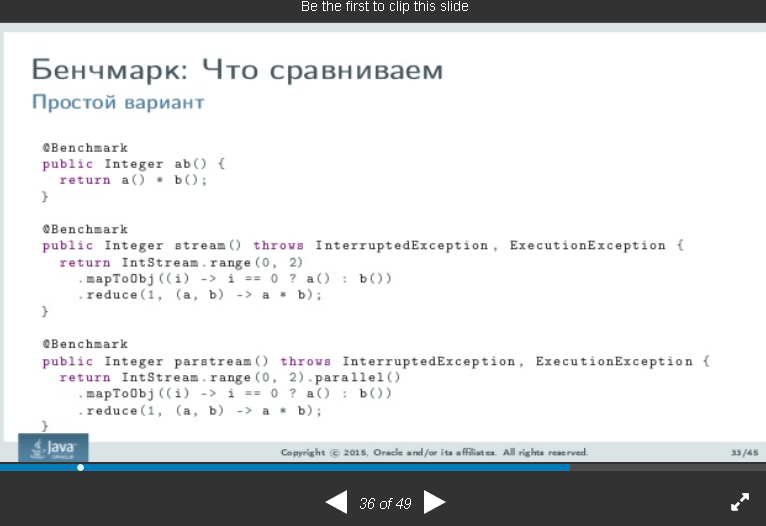 Be the first to clip this slide
Бенчмарк: Что сравниваем
Простой вариант
@Benchmark
public Integer ab() {
return a() * b();
}
@Benchmark
public Integer stream() throws InterruptedException, ExecutionException {
return IntStream.range(0, 2)
.mapToObj((i) -> i == 0 ? a() : b())
.reduce(1, (a, b) -> a * b);
}
@Benchmark
public Integer parstream() throws InterruptedException, ExecutionException {
return IntStream.range(0, 2).parallel()
.mapToObj((i) -> i == 0 ? a() : b())
.reduce(1, (a, b) -> a * b);
}
Java
ORACLE
Copyright © 2015, Oracle and/or its affiliates. All rights reserved.
33/45
36 of 49